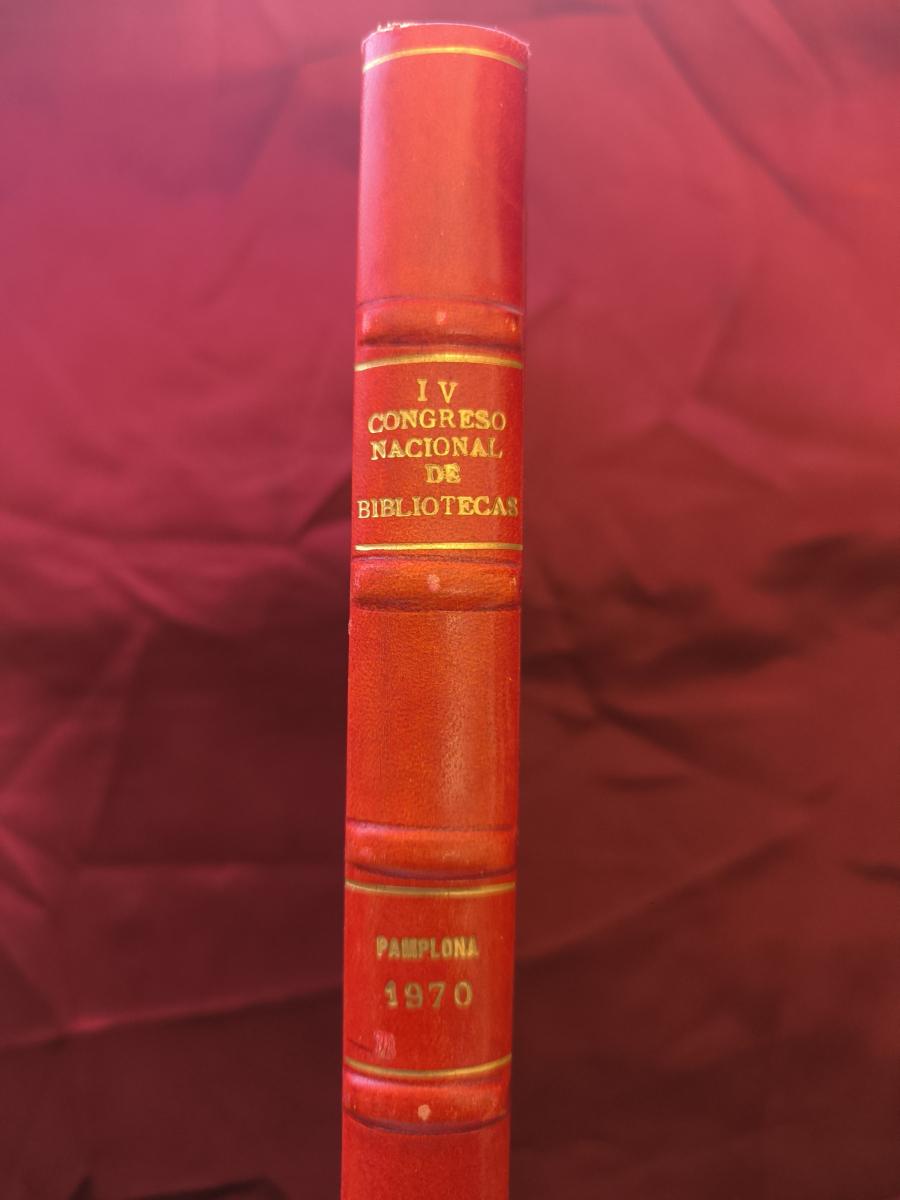 IV
CONGRESO
NACIONAL
DE
BIBLIOTECAS
PAMPLONA
1970